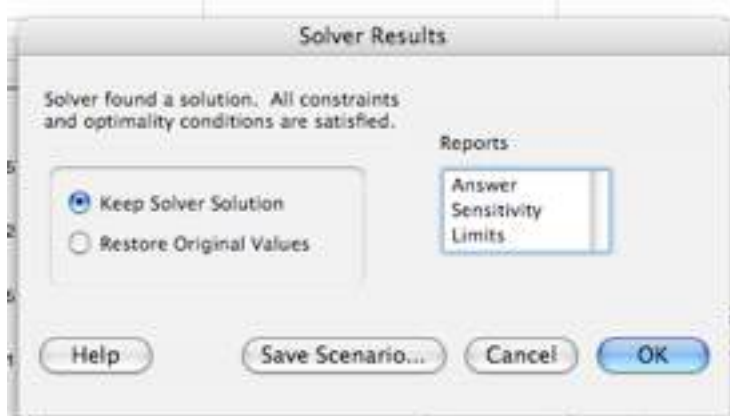 Solver Results
Solver found a solution. All constraints
and optimality conditions are satisfied.
Reports
Keep Solver Solution
Restore Original Values
Answer
Sensitivity
Limits
Help
Save Scenario...
Cancel
OK